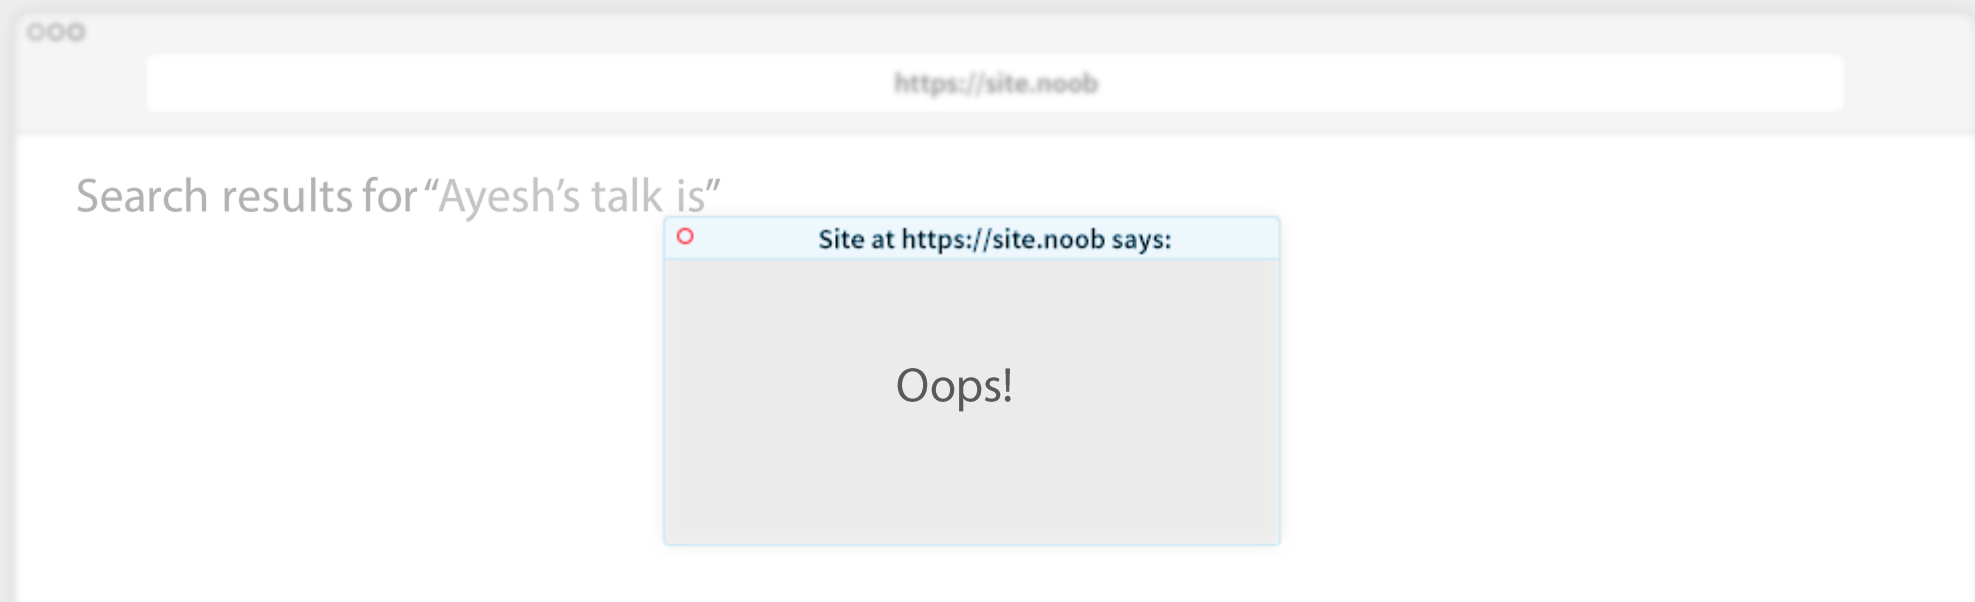 https://site.noob
Search results for “Ayesh’s talk is”
Site at https://site.noob says:
Oops!